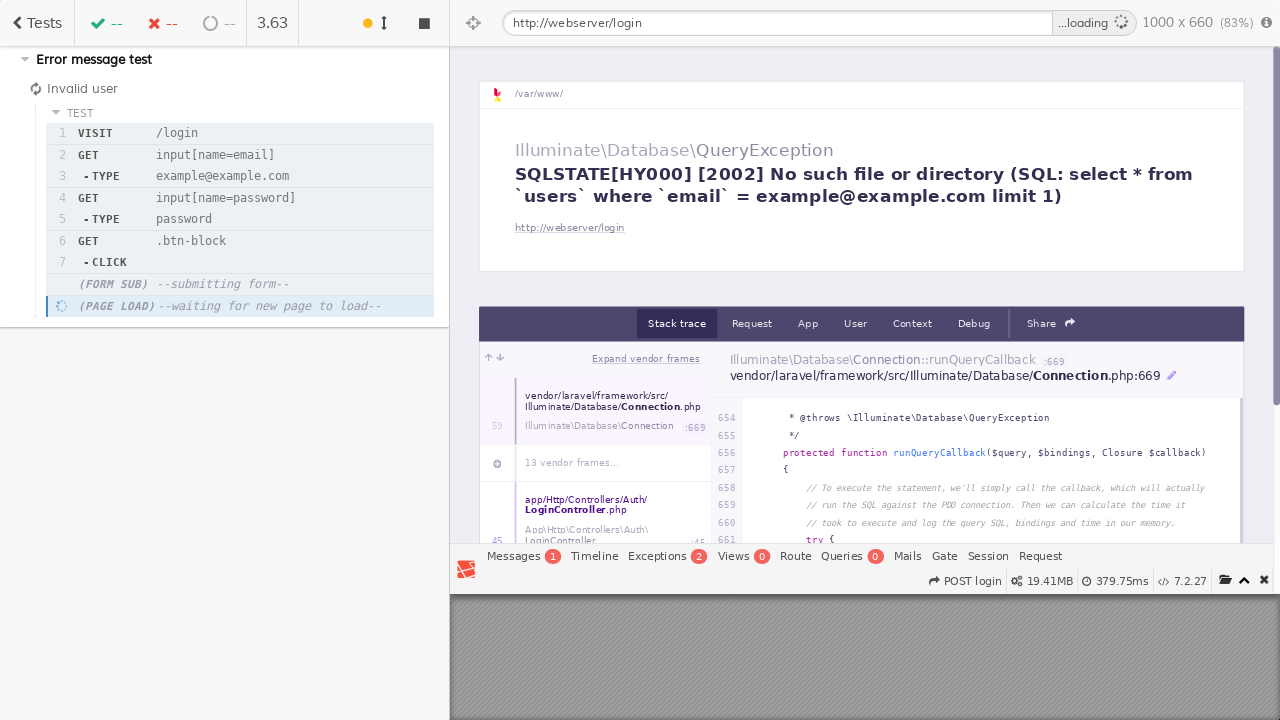 Tests
--
--
--
3.63
Error message test
Invalid user
TEST
1 VISIT /login
2 GET input[name=email]
3 -TYPE example@example.com
4 GET input[name=password]
5 -TYPE password
6 GET .btn-block
7 -CLICK
(FORM SUB) --submitting form--
(PAGE LOAD) --waiting for new page to load--
http://webserver/login
...loading
1000 x 660 (83%)
/var/www/
Illuminate\Database\QueryException
SQLSTATE[HY000] [2002] No such file or directory (SQL: select * from
`users` where `email` = example@example.com limit 1)
http://webserver/login
Stack trace Request App User Context Debug Share
Expand vendor frames
vendor/laravel/framework/src/
Illuminate/Database/Connection.php
59 Illuminate\Database\Connection :669
13 vendor frames…
app/Http/Controllers/Auth/
LoginController.php
App\Http\Controllers\Auth\
45 LoginController :45
Illuminate\Database\Connection::runQueryCallback :669
vendor/laravel/framework/src/Illuminate/Database/Connection.php:669
654 * @throws \Illuminate\Database\QueryException
655 */
656 protected function runQueryCallback($query, $bindings, Closure $callback)
657 {
658 // To execute the statement, we'll simply call the callback, which will actually
659 // run the SQL against the PDO connection. Then we can calculate the time it
660 // took to execute and log the query SQL, bindings and time in our memory.
661 try {
Messages 1 Timeline Exceptions 2 Views 0 Route Queries 0 Mails Gate Session Request
POST login 19.41MB 379.75ms 7.2.27